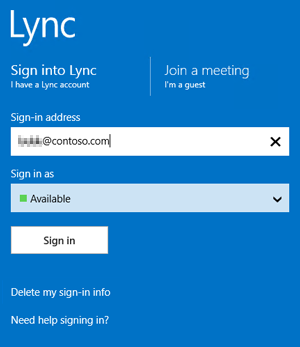 Lync
Sign into Lync
I have a Lync account
Join a meeting
I'm a guest
Sign-in address
@contoso.com
Sign in as
Available
Sign in
Delete my sign-in info
Need help signing in?